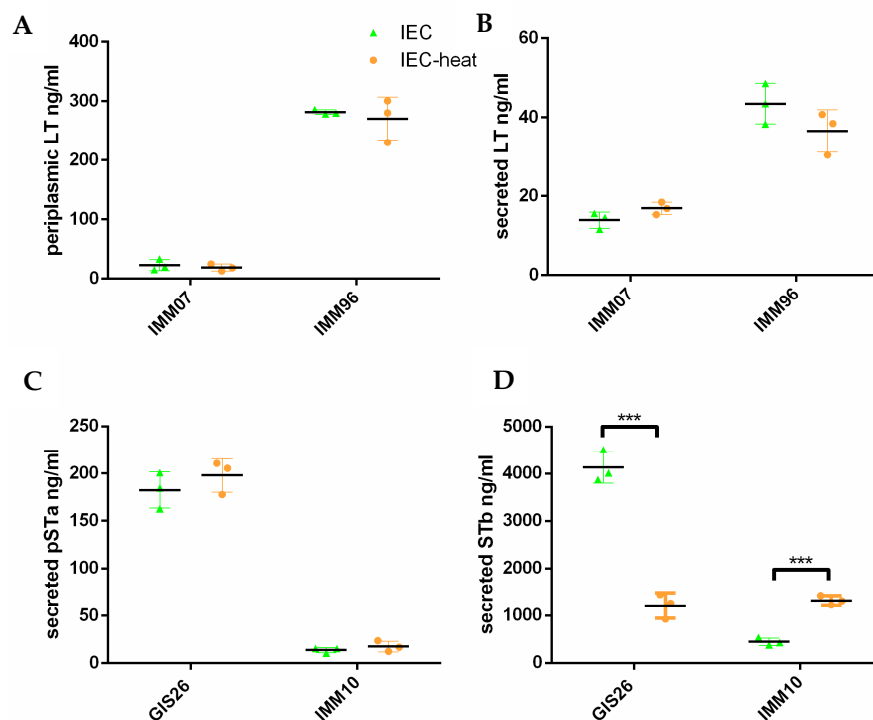 A
IEC
IEC-heat
periplasmic LT ng/ml
400
300
200
100
0
IMM07
IMM96
B
secreted LT ng/ml
60
40
20
0
IMM07
IMM96
C
secreted pSTa ng/ml
250
200
150
100
50
0
GIS26
IMM10
D
secreted STb ng/ml
5000
4000
3000
2000
1000
0
***
***
GIS26
IMM10